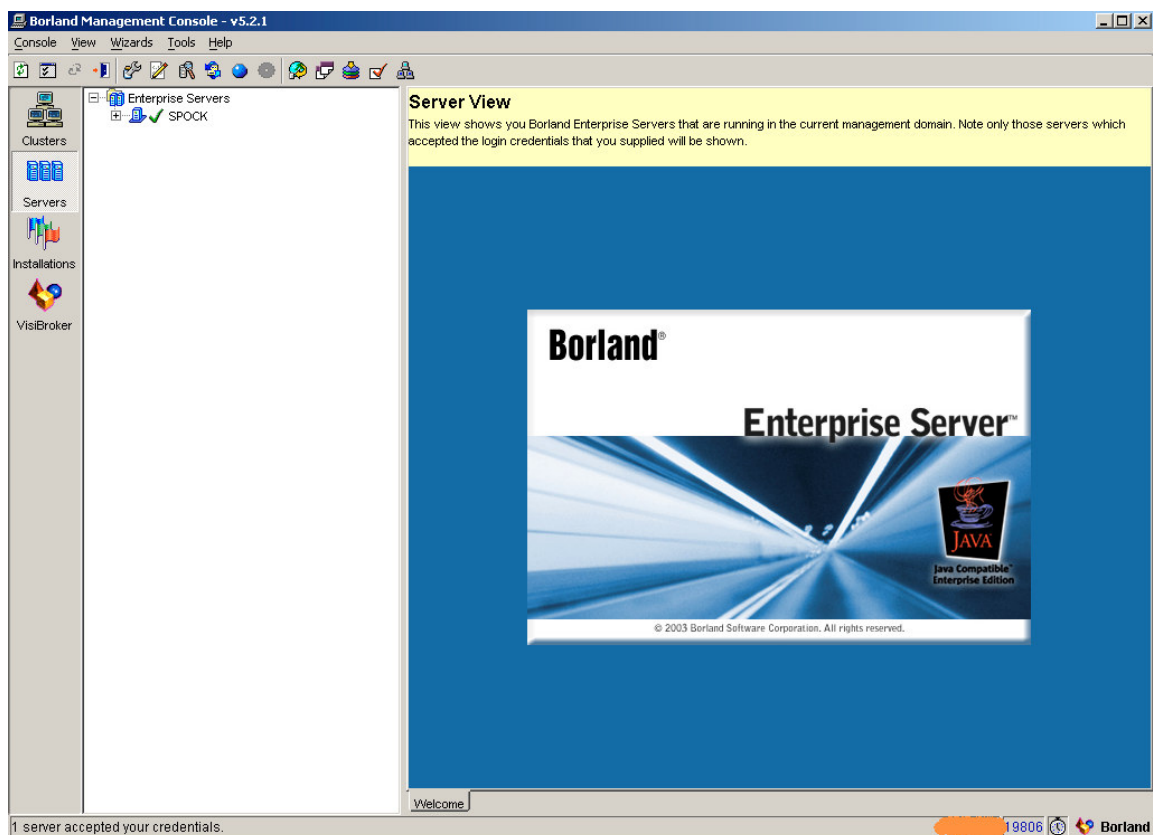 Borland Management Console - v5.2.1
Console View Wizards Tools Help
Clusters
Servers
Installations
VisiBroker
Enterprise Servers
SPOCK
Server View
This view shows you Borland Enterprise Servers that are running in the current management domain. Note only those servers which
accepted the login credentials that you supplied will be shown.
Borland®
Enterprise Server™
JAVA
Java Compatible™
Enterprise Edition
© 2003 Borland Software Corporation. All rights reserved.
Welcome
1 server accepted your credentials.
19806
Borland